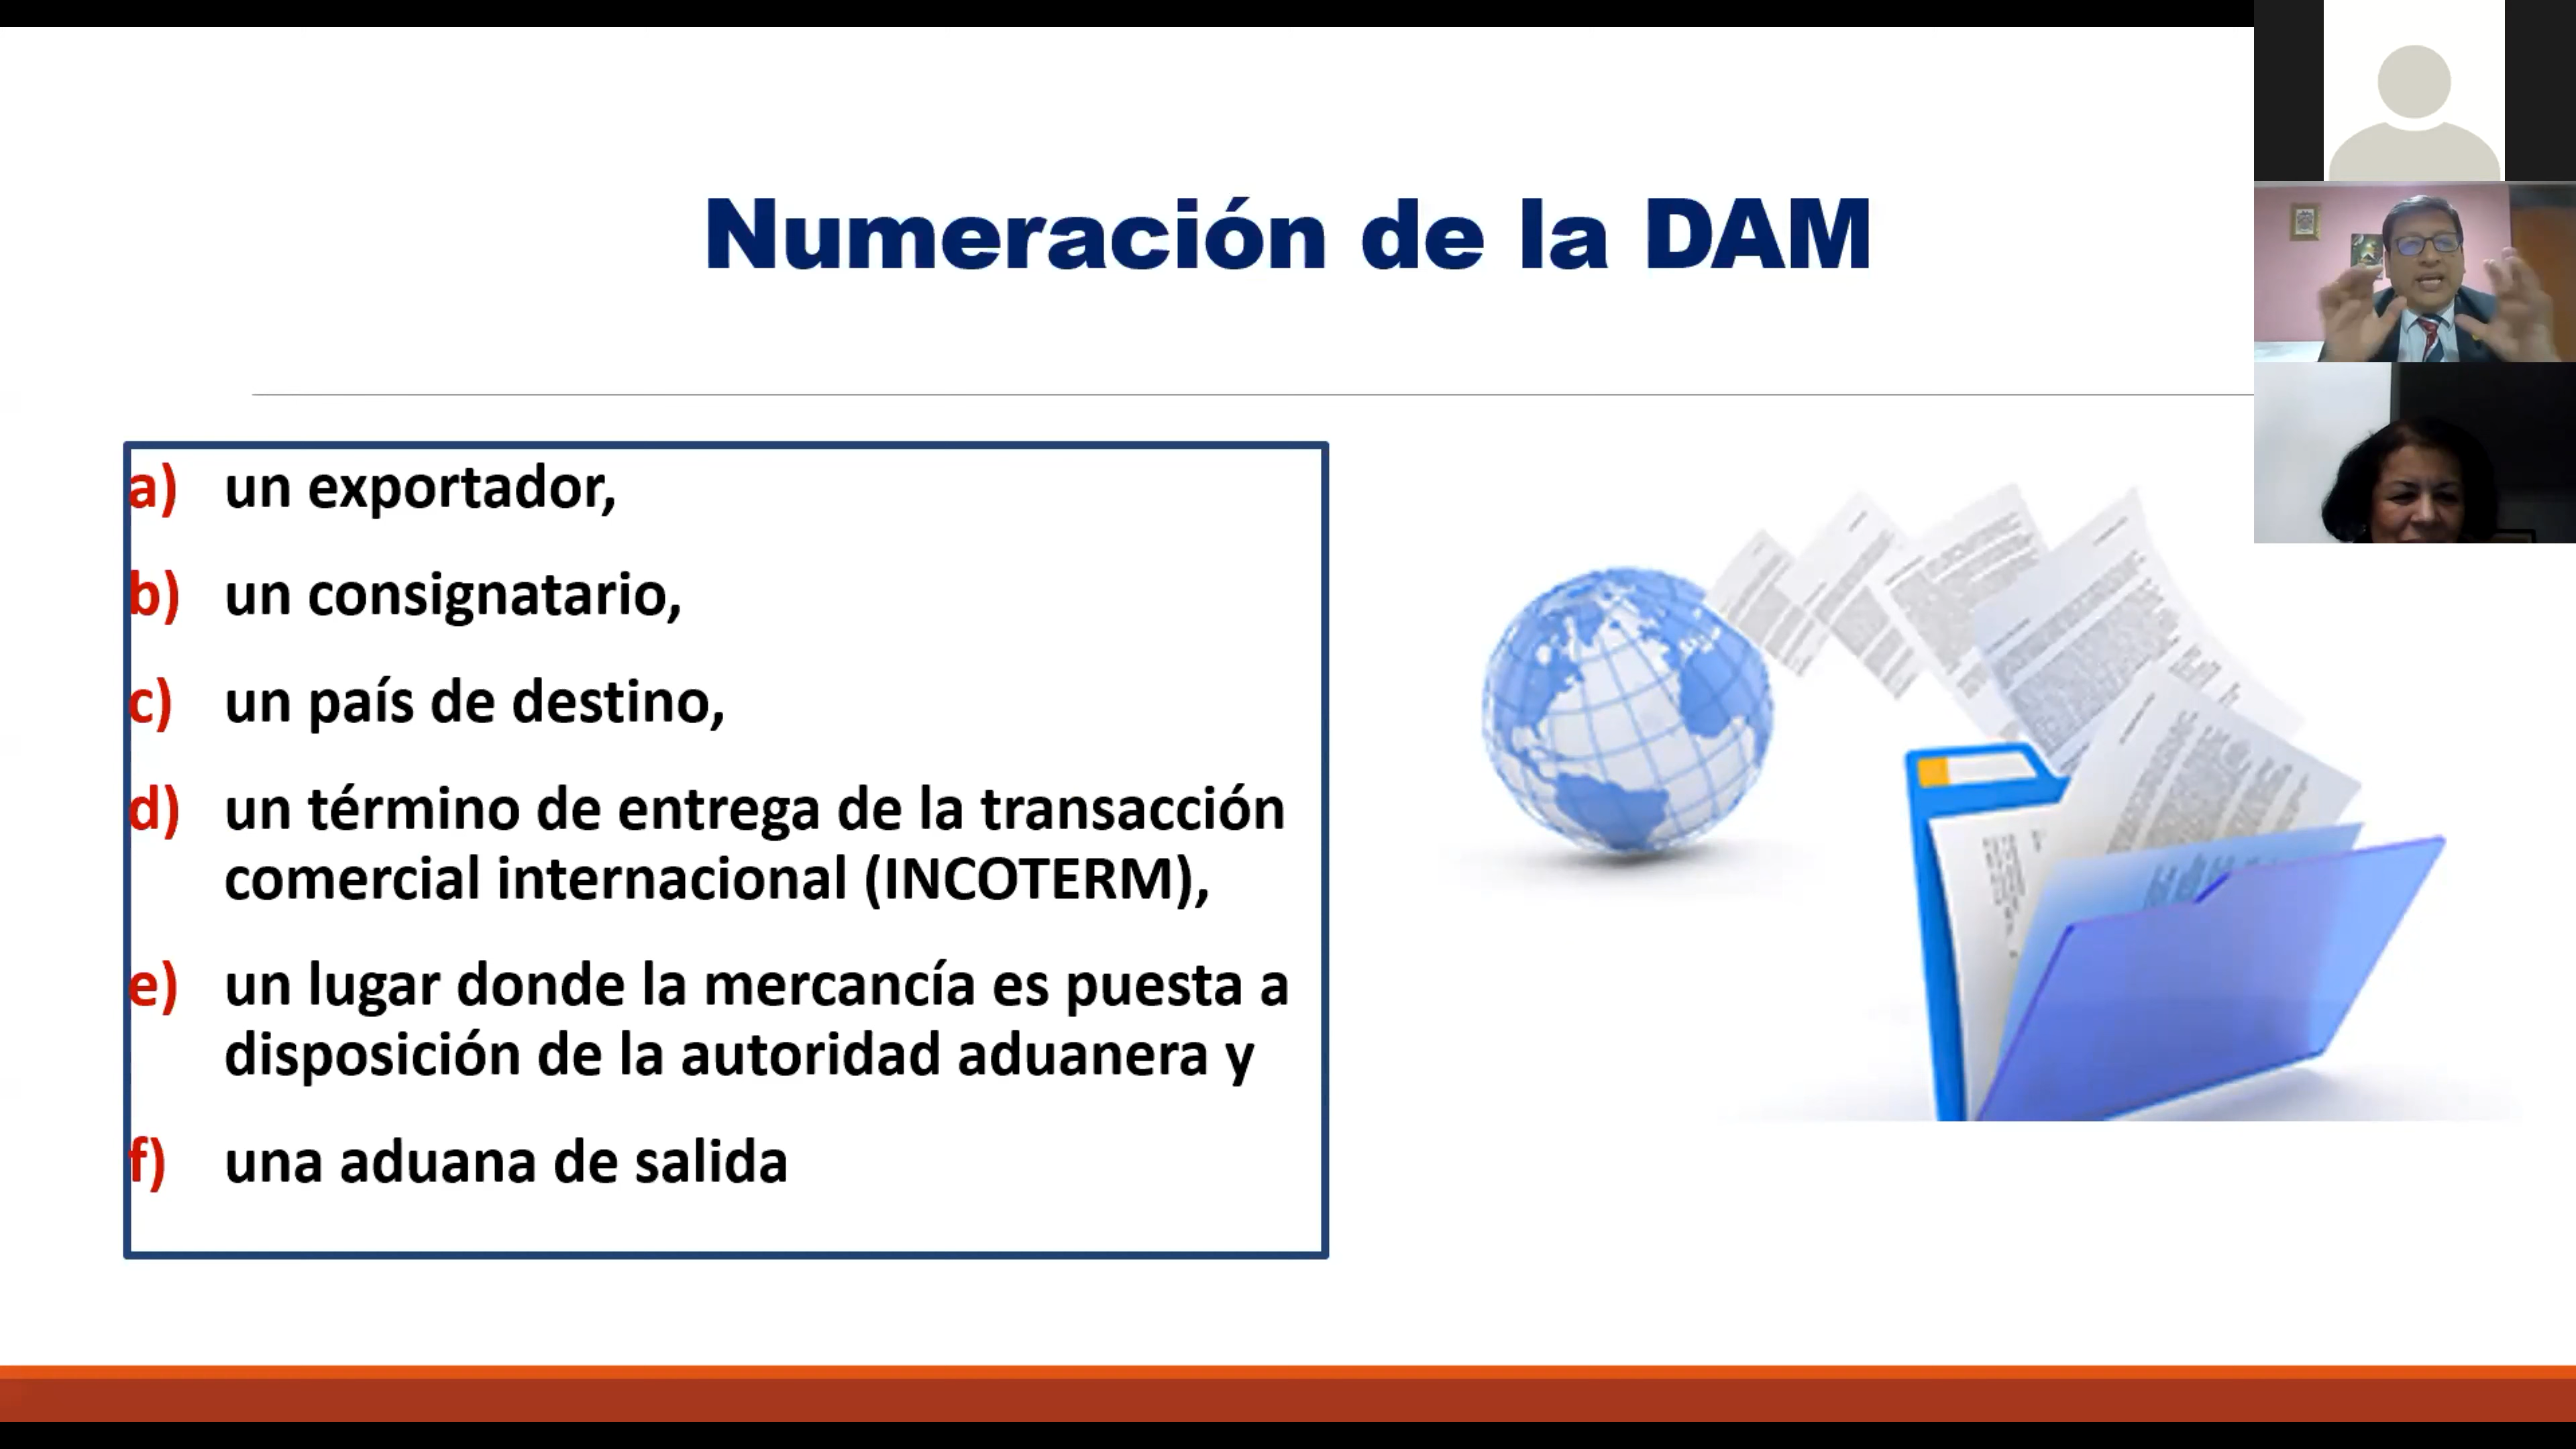 Numeración de la DAM
a) un exportador,
b) un consignatario,
c) un país de destino,
d) un término de entrega de la transacción
comercial internacional (INCOTERM),
e) un lugar donde la mercancía es puesta a
disposición de la autoridad aduanera y
f) una aduana de salida